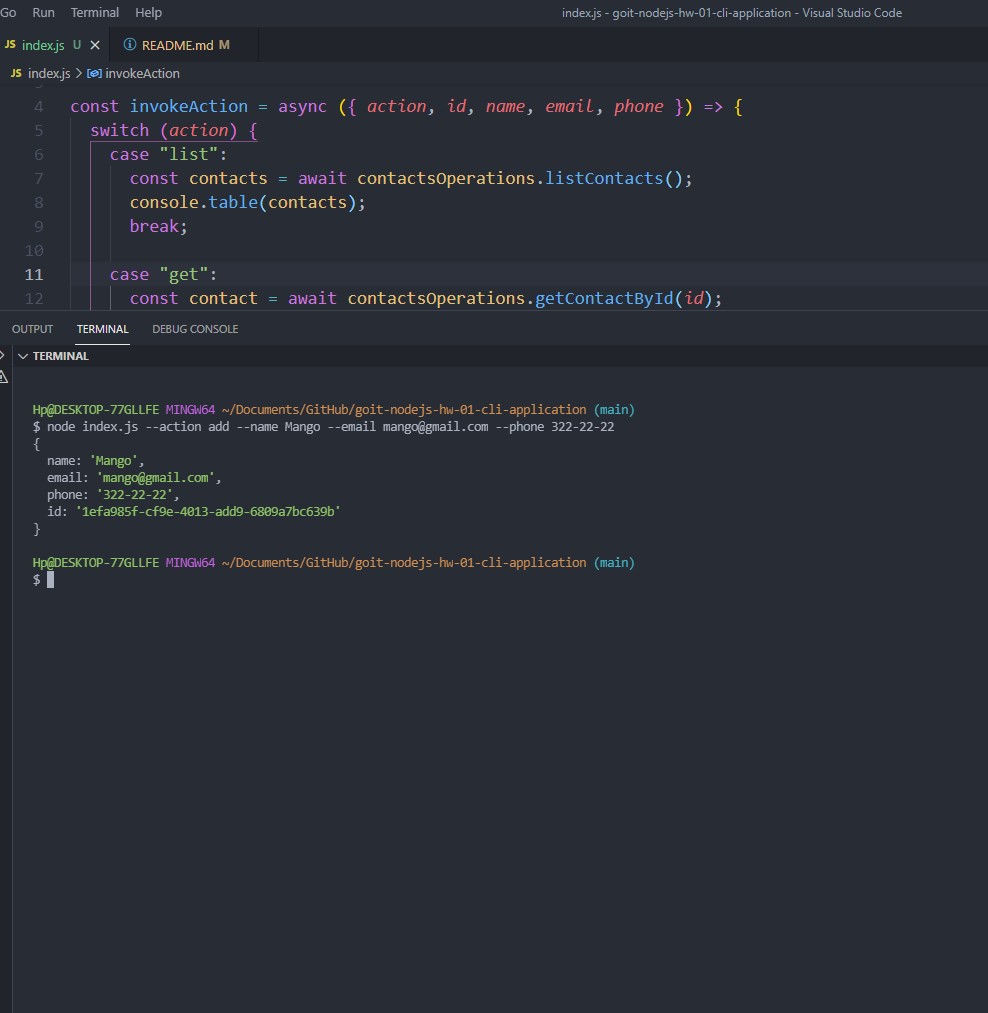 Go Run Terminal Help index.js - goit-nodejs-hw-01-cli-application - Visual Studio Code
JS index.js U × README.md M
JS index.js > invokeAction
4 const invokeAction = async ({ action, id, name, email, phone }) => {
5 switch (action) {
6 case "list":
7 const contacts = await contactsOperations.listContacts();
8 console.table(contacts);
9 break;
10
11 case "get":
12 const contact = await contactsOperations.getContactById(id);
OUTPUT TERMINAL DEBUG CONSOLE
TERMINAL
Hp@DESKTOP-77GLLFE MINGW64 ~/Documents/GitHub/goit-nodejs-hw-01-cli-application (main)
$ node index.js --action add --name Mango --email mango@gmail.com --phone 322-22-22
{
name: 'Mango',
email: 'mango@gmail.com',
phone: '322-22-22',
id: '1efa985f-cf9e-4013-add9-6809a7bc639b'
}
Hp@DESKTOP-77GLLFE MINGW64 ~/Documents/GitHub/goit-nodejs-hw-01-cli-application (main)
$